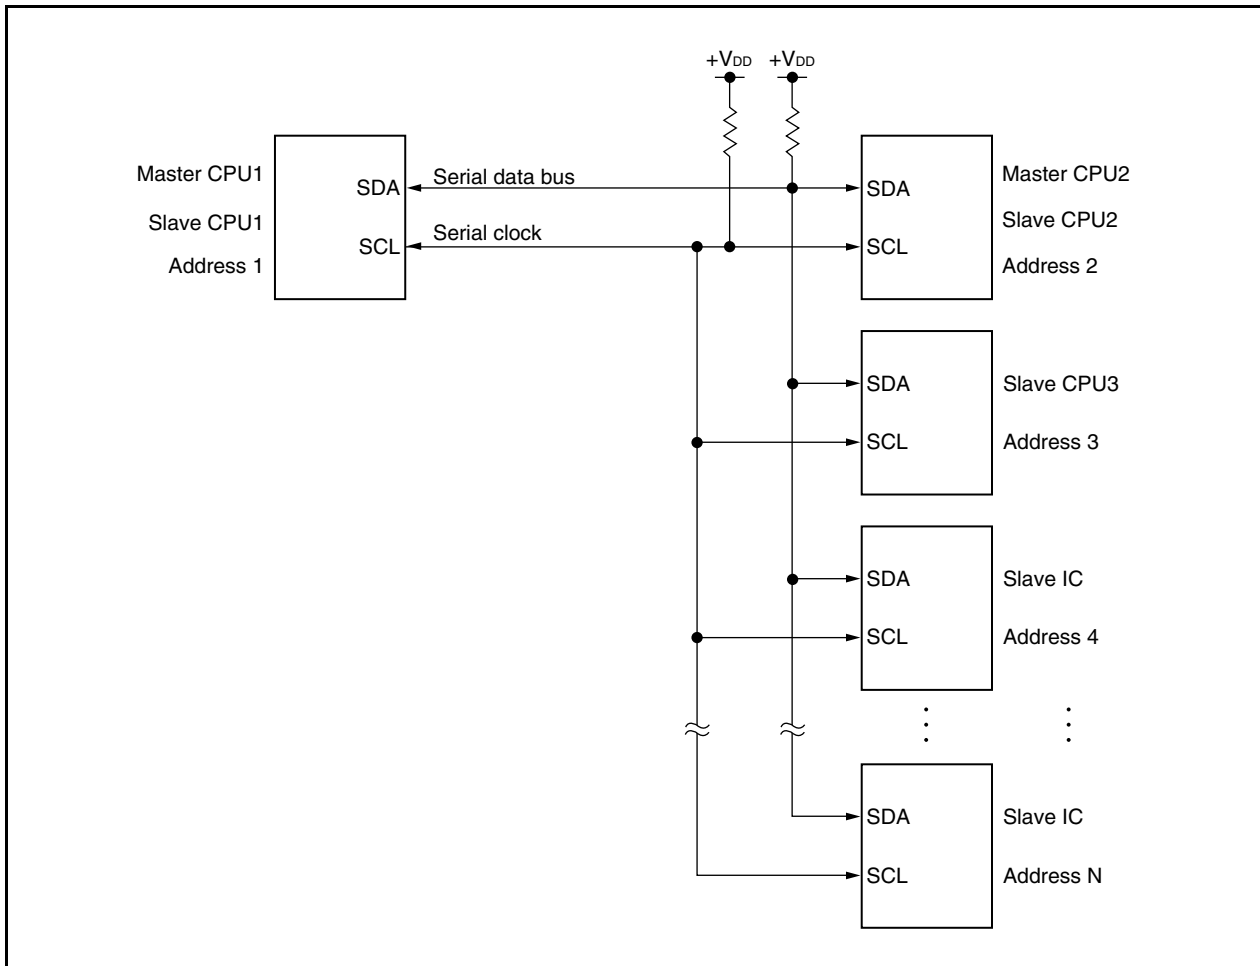 +VDD +VDD
Master CPU1
Slave CPU1
Address 1
SDA
SCL
Serial data bus
Serial clock
SDA
SCL
Master CPU2
Slave CPU2
Address 2
SDA
SCL
Slave CPU3
Address 3
SDA
SCL
Slave IC
Address 4
SDA
SCL
Slave IC
Address N